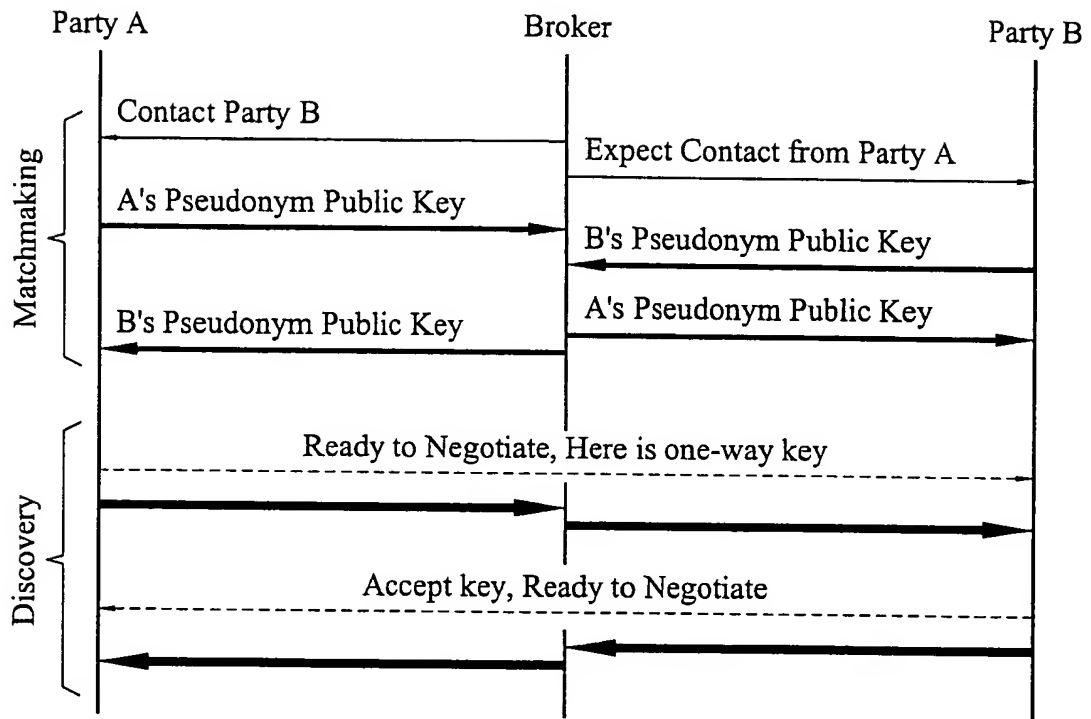 Party A
Broker
Party B
Matchmaking
Contact Party B
Expect Contact from Party A
A's Pseudonym Public Key
B's Pseudonym Public Key
B's Pseudonym Public Key
A's Pseudonym Public Key
Discovery
Ready to Negotiate, Here is one-way key
Accept key, Ready to Negotiate